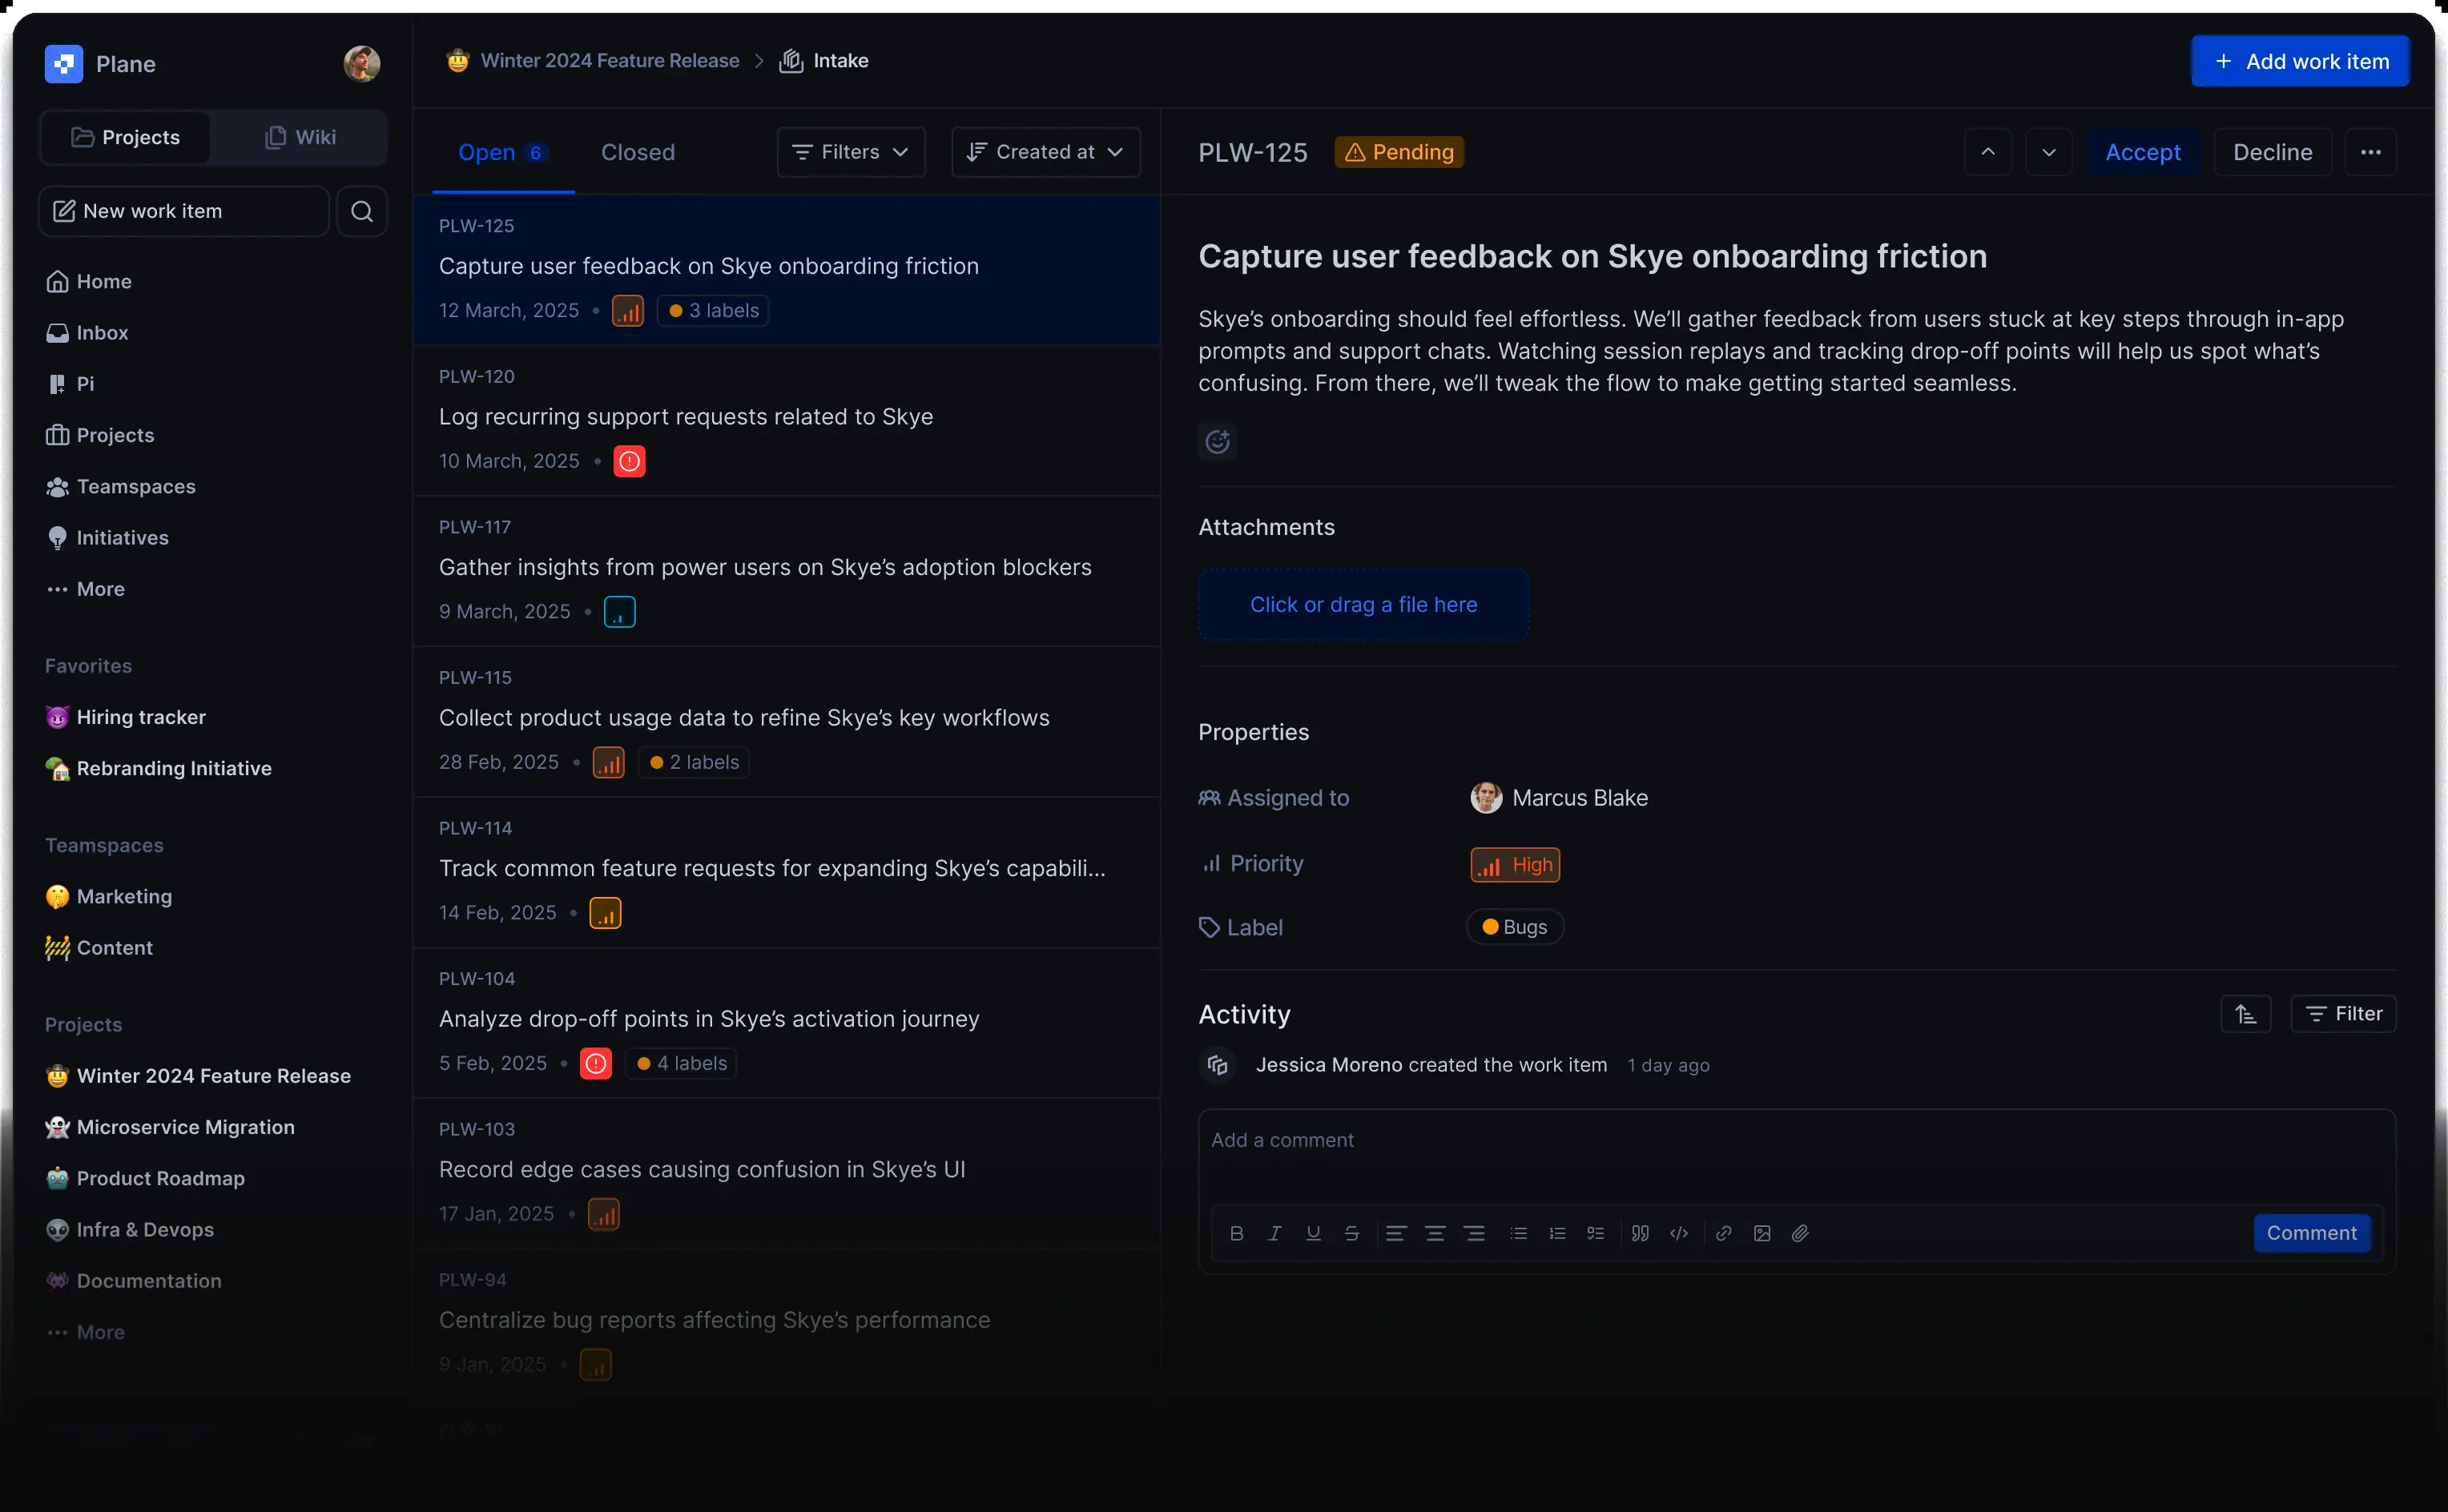 Plane
Projects
Wiki
New work item
Home
Inbox
Pi
Projects
Teamspaces
Initiatives
More
Favorites
Hiring tracker
Rebranding Initiative
Teamspaces
Marketing
Content
Projects
Winter 2024 Feature Release
Microservice Migration
Product Roadmap
Infra & Devops
Documentation
More
Winter 2024 Feature Release
Intake
Add work item
Open 6
Closed
Filters
Created at
PLW-125
Capture user feedback on Skye onboarding friction
12 March, 2025
3 labels
PLW-120
Log recurring support requests related to Skye
10 March, 2025
PLW-117
Gather insights from power users on Skye’s adoption blockers
9 March, 2025
PLW-115
Collect product usage data to refine Skye’s key workflows
28 Feb, 2025
2 labels
PLW-114
Track common feature requests for expanding Skye’s capabili...
14 Feb, 2025
PLW-104
Analyze drop-off points in Skye’s activation journey
5 Feb, 2025
4 labels
PLW-103
Record edge cases causing confusion in Skye’s UI
17 Jan, 2025
PLW-94
Centralize bug reports affecting Skye’s performance
9 Jan, 2025
PLW-125
Pending
Accept
Decline
Capture user feedback on Skye onboarding friction
Skye’s onboarding should feel effortless. We’ll gather feedback from users stuck at key steps through in-app
prompts and support chats. Watching session replays and tracking drop-off points will help us spot what’s
confusing. From there, we’ll tweak the flow to make getting started seamless.
Attachments
Click or drag a file here
Properties
Assigned to
Marcus Blake
Priority
High
Label
Bugs
Activity
Filter
Jessica Moreno created the work item 1 day ago
Add a comment
Comment